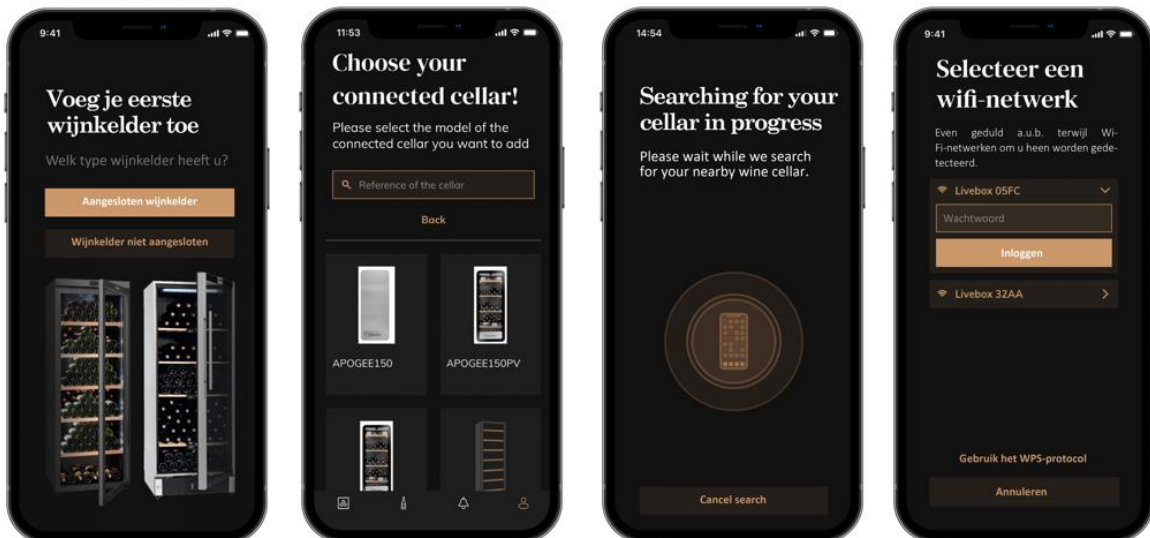 9:41
Voeg je eerste
wijnkelder toe
Welk type wijnkelder heeft u?
Aangesloten wijnkelder
Wijnkelder niet aangesloten
11:53
Choose your
connected cellar!
Please select the model of the
connected cellar you want to add
Reference of the cellar
Back
APOGEE150
APOGEE150PV
14:54
Searching for your
cellar in progress
Please wait while we search
for your nearby wine cellar.
Cancel search
9:41
Selecteer een
wifi-netwerk
Even geduld a.u.b. terwijl Wi-
Fi-netwerken om u heen worden gede-
tecteerd.
Livebox 05FC
Wachtwoord
Inloggen
Livebox 32AA
Gebruik het WPS-protocol
Annuleren